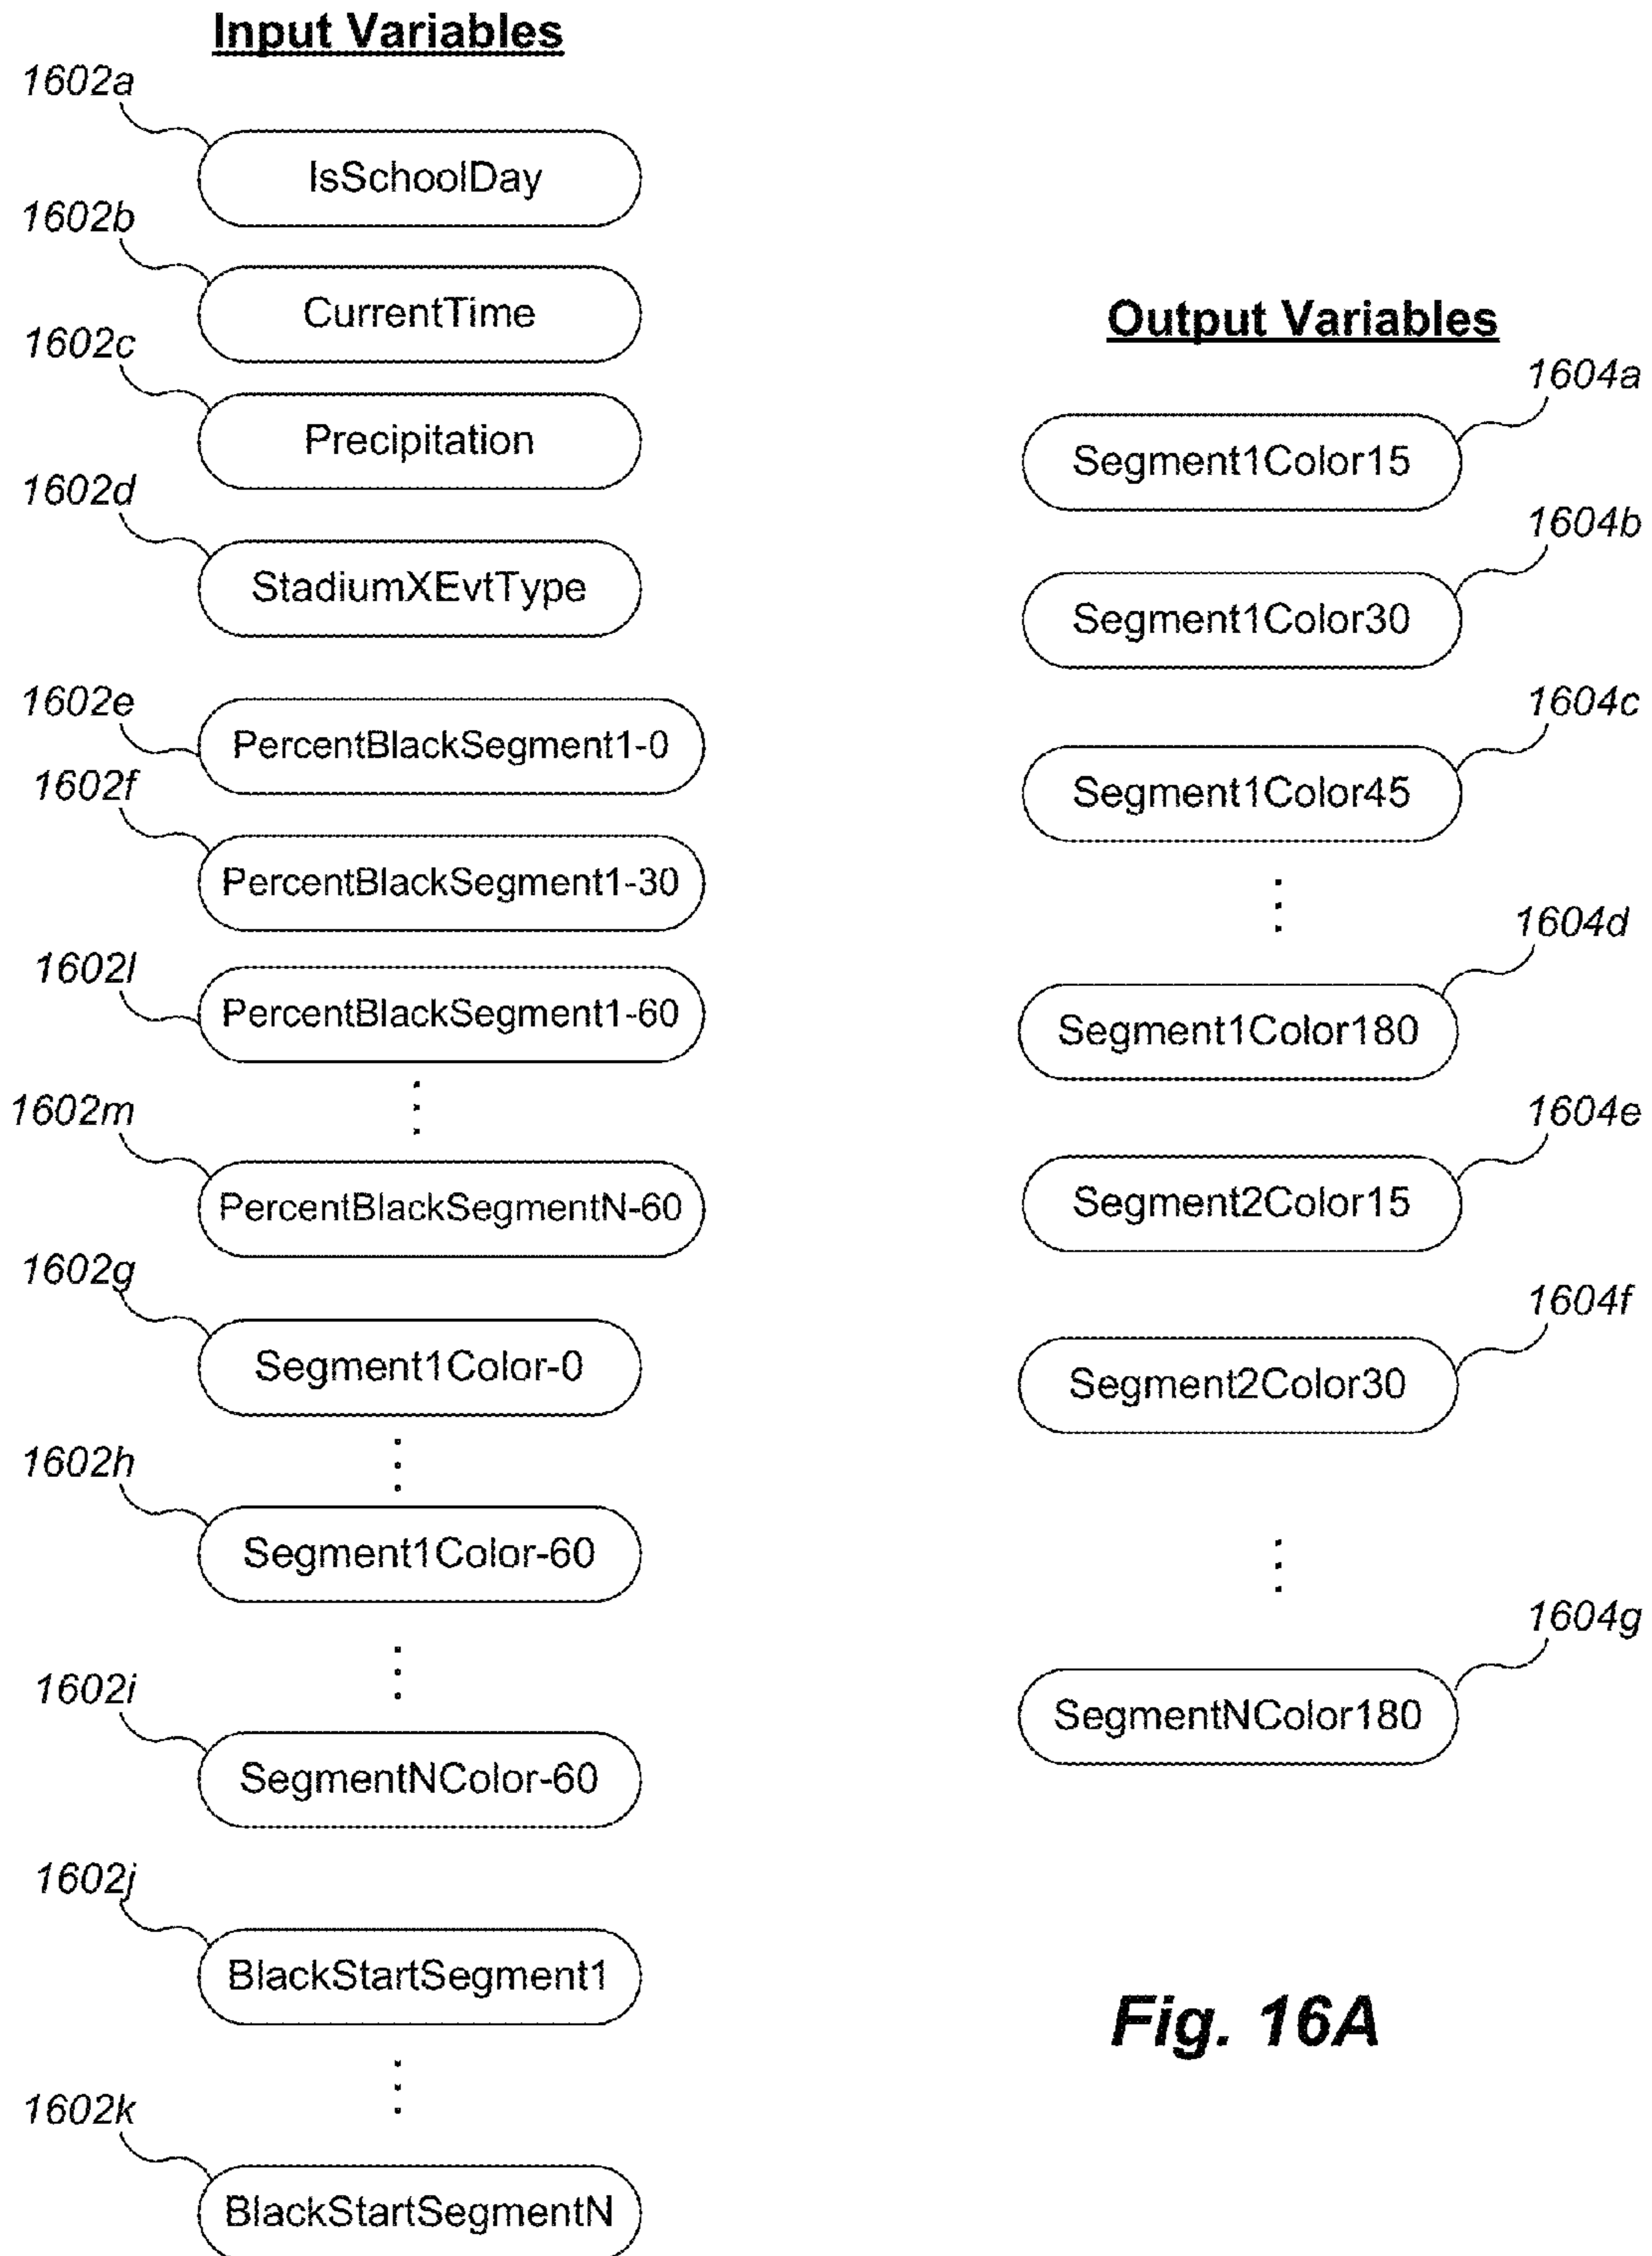 Input Variables
1602a
IsSchoolDay
1602b
CurrentTime
1602c
Precipitation
1602d
StadiumXEvtType
1602e
PercentBlackSegment1-0
1602f
PercentBlackSegment1-30
1602l
PercentBlackSegment1-60
1602m
PercentBlackSegmentN-60
1602g
Segment1Color-0
1602h
Segment1Color-60
1602i
SegmentNColor-60
1602j
BlackStartSegment1
1602k
BlackStartSegmentN
Output Variables
1604a
Segment1Color15
1604b
Segment1Color30
1604c
Segment1Color45
1604d
Segment1Color180
1604e
Segment2Color15
1604f
Segment2Color30
1604g
SegmentNColor180
Fig. 16A